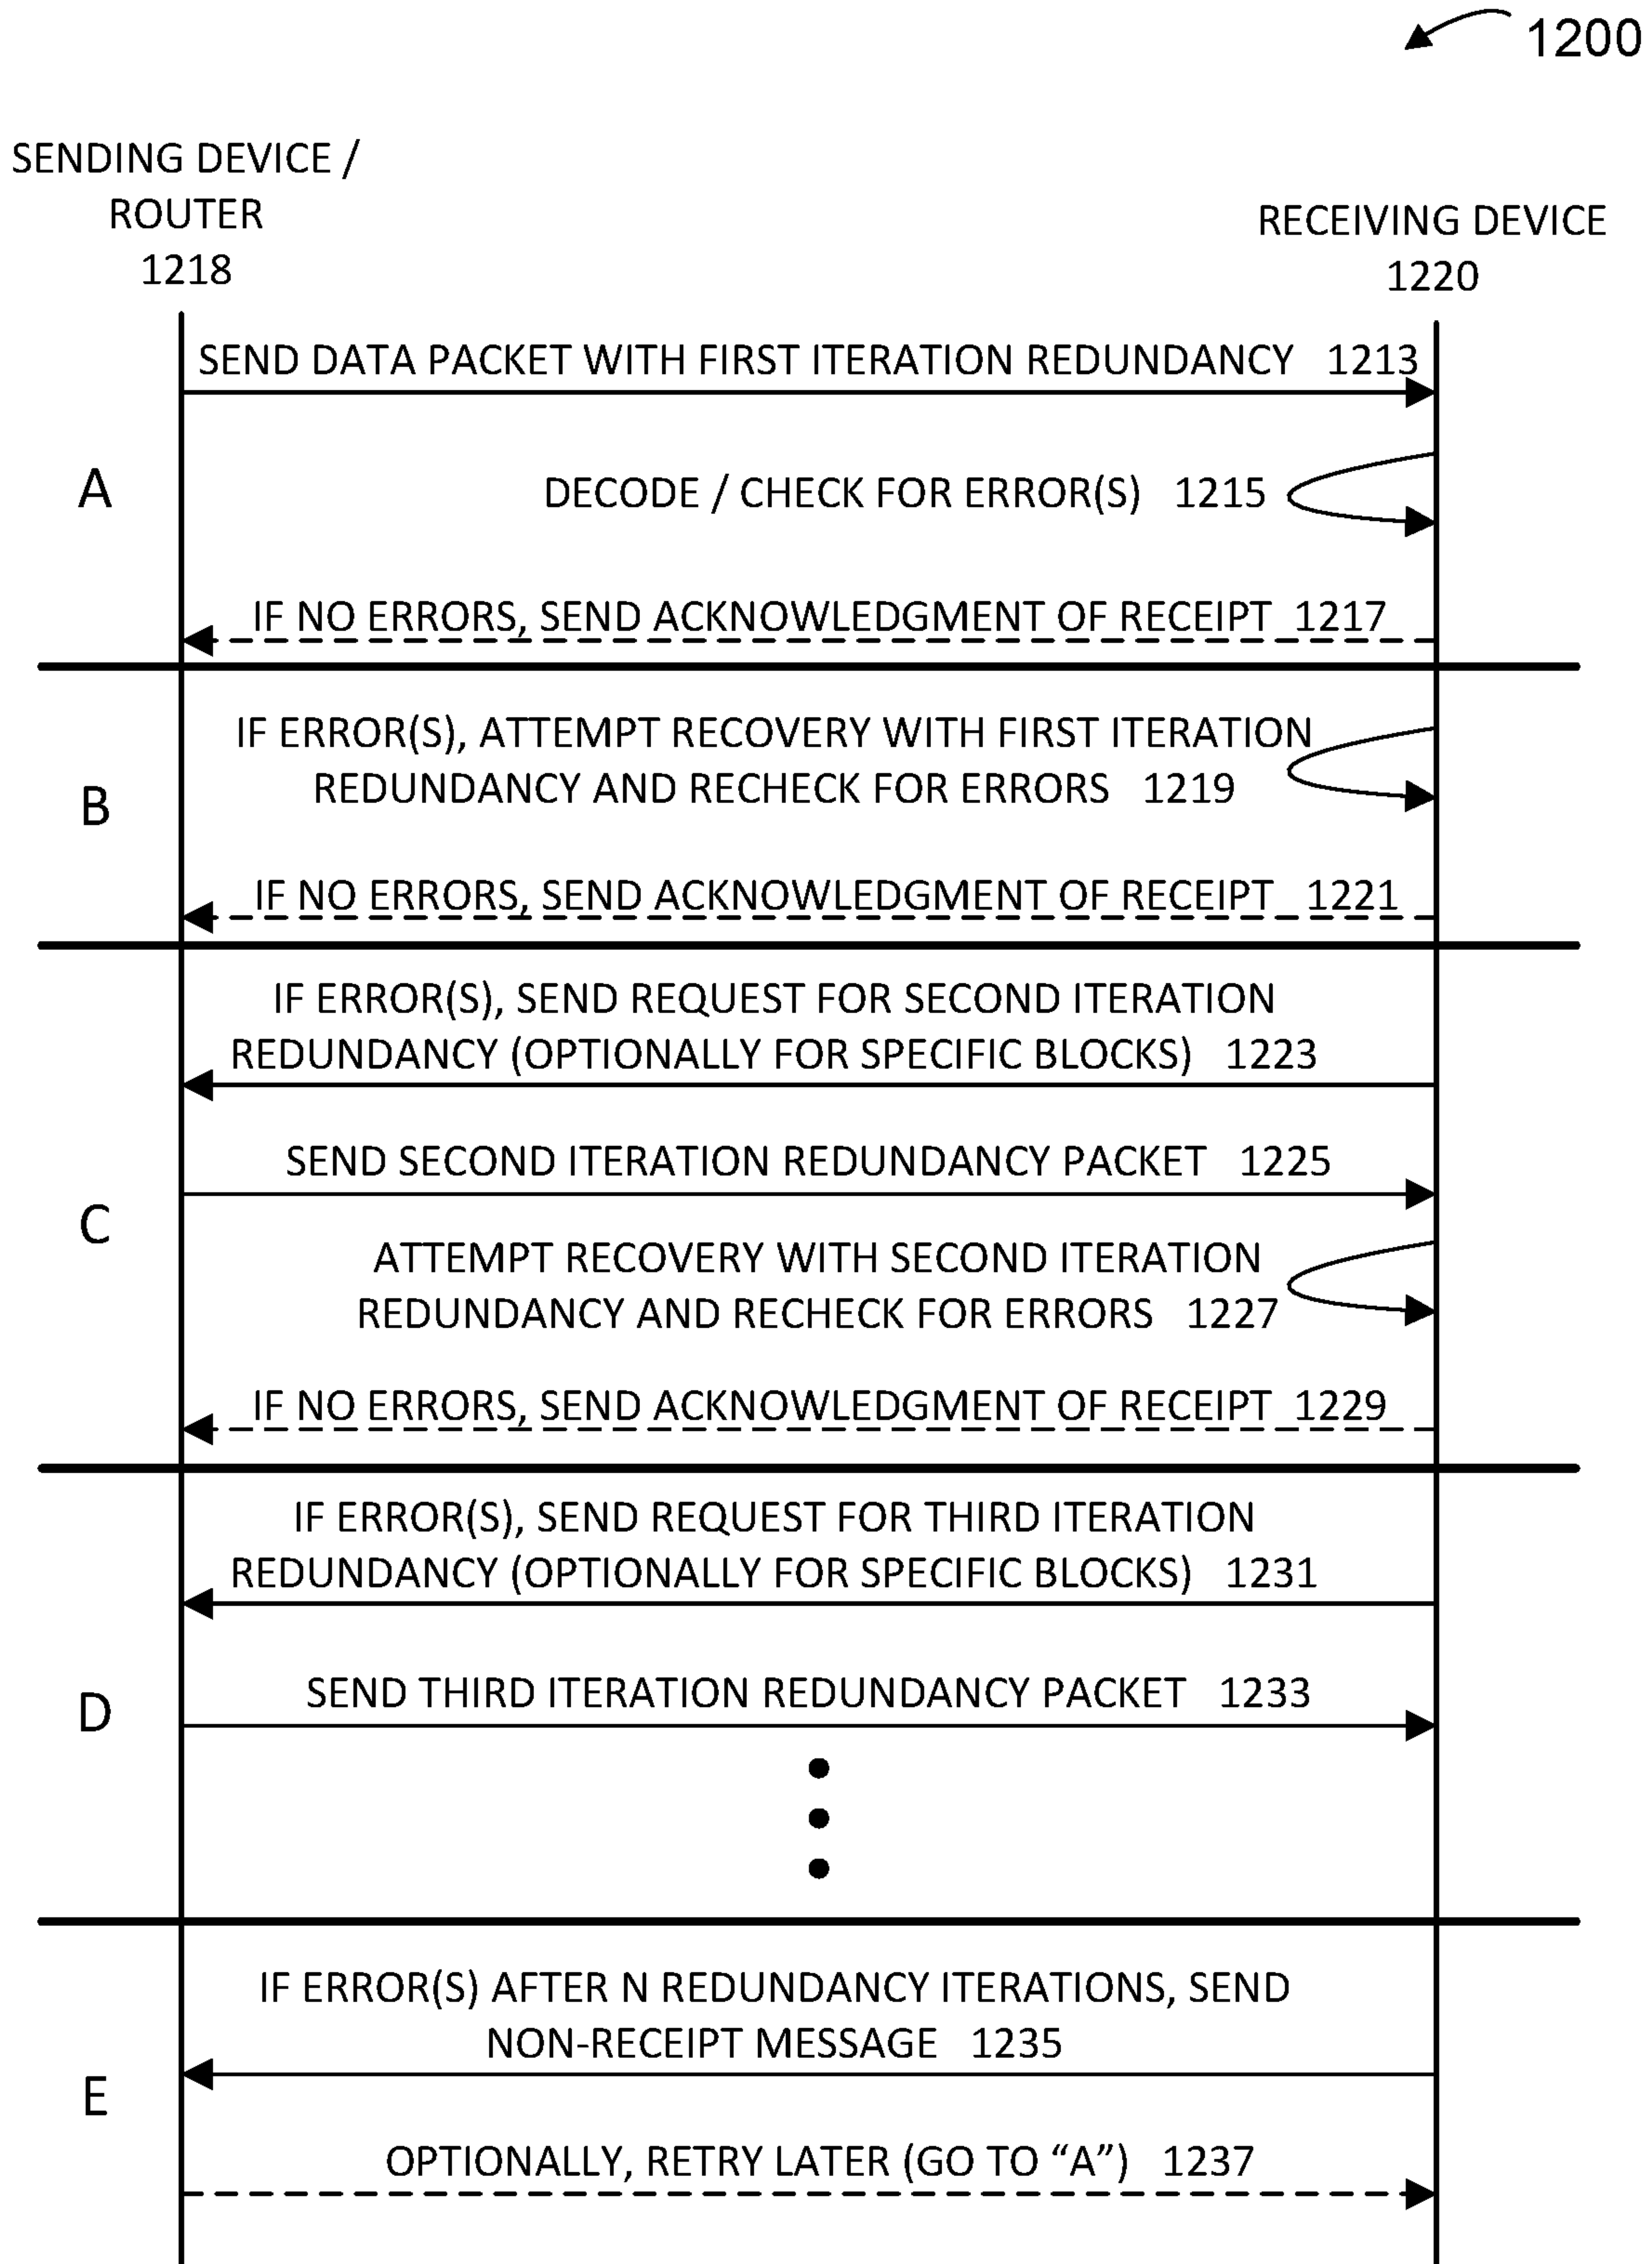 1200
SENDING DEVICE /
ROUTER
1218
RECEIVING DEVICE
1220
SEND DATA PACKET WITH FIRST ITERATION REDUNDANCY 1213
A
DECODE / CHECK FOR ERROR(S) 1215
IF NO ERRORS, SEND ACKNOWLEDGMENT OF RECEIPT 1217
IF ERROR(S), ATTEMPT RECOVERY WITH FIRST ITERATION
REDUNDANCY AND RECHECK FOR ERRORS 1219
B
IF NO ERRORS, SEND ACKNOWLEDGMENT OF RECEIPT 1221
IF ERROR(S), SEND REQUEST FOR SECOND ITERATION
REDUNDANCY (OPTIONALLY FOR SPECIFIC BLOCKS) 1223
SEND SECOND ITERATION REDUNDANCY PACKET 1225
C
ATTEMPT RECOVERY WITH SECOND ITERATION
REDUNDANCY AND RECHECK FOR ERRORS 1227
IF NO ERRORS, SEND ACKNOWLEDGMENT OF RECEIPT 1229
IF ERROR(S), SEND REQUEST FOR THIRD ITERATION
REDUNDANCY (OPTIONALLY FOR SPECIFIC BLOCKS) 1231
SEND THIRD ITERATION REDUNDANCY PACKET 1233
D
IF ERROR(S) AFTER N REDUNDANCY ITERATIONS, SEND
NON-RECEIPT MESSAGE 1235
E
OPTIONALLY, RETRY LATER (GO TO “A”) 1237